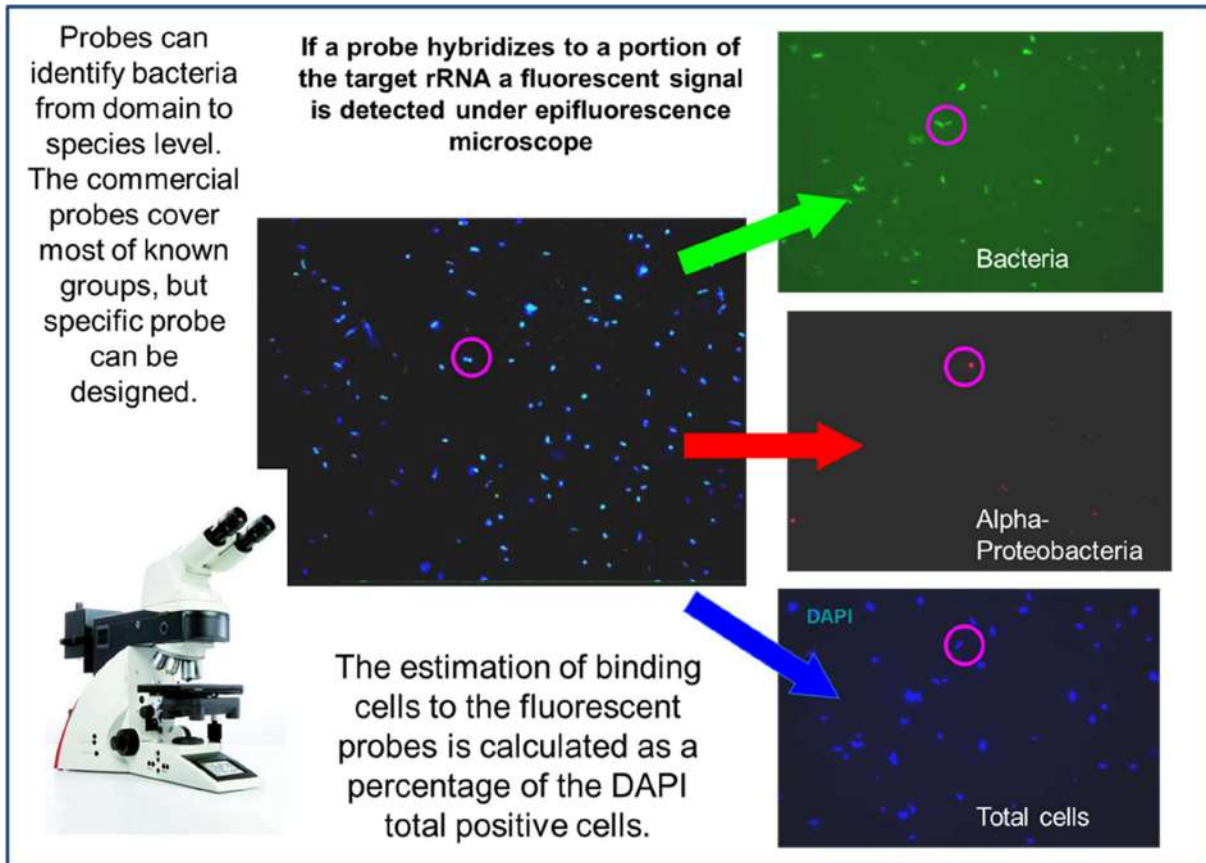 Probes can
identify bacteria
from domain to
species level.
The commercial
probes cover
most of known
groups, but
specific probe
can be
designed.
If a probe hybridizes to a portion of
the target rRNA a fluorescent signal
is detected under epifluorescence
microscope
Bacteria
Alpha-
Proteobacteria
DAPI
Total cells
The estimation of binding
cells to the fluorescent
probes is calculated as a
percentage of the DAPI
total positive cells.